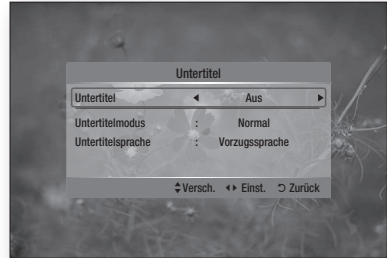 Untertitel
Untertitel ◀ Aus ▶
Untertitelmodus : Normal
Untertitelsprache : Vorzugssprache
Versch. Einst. Zurück